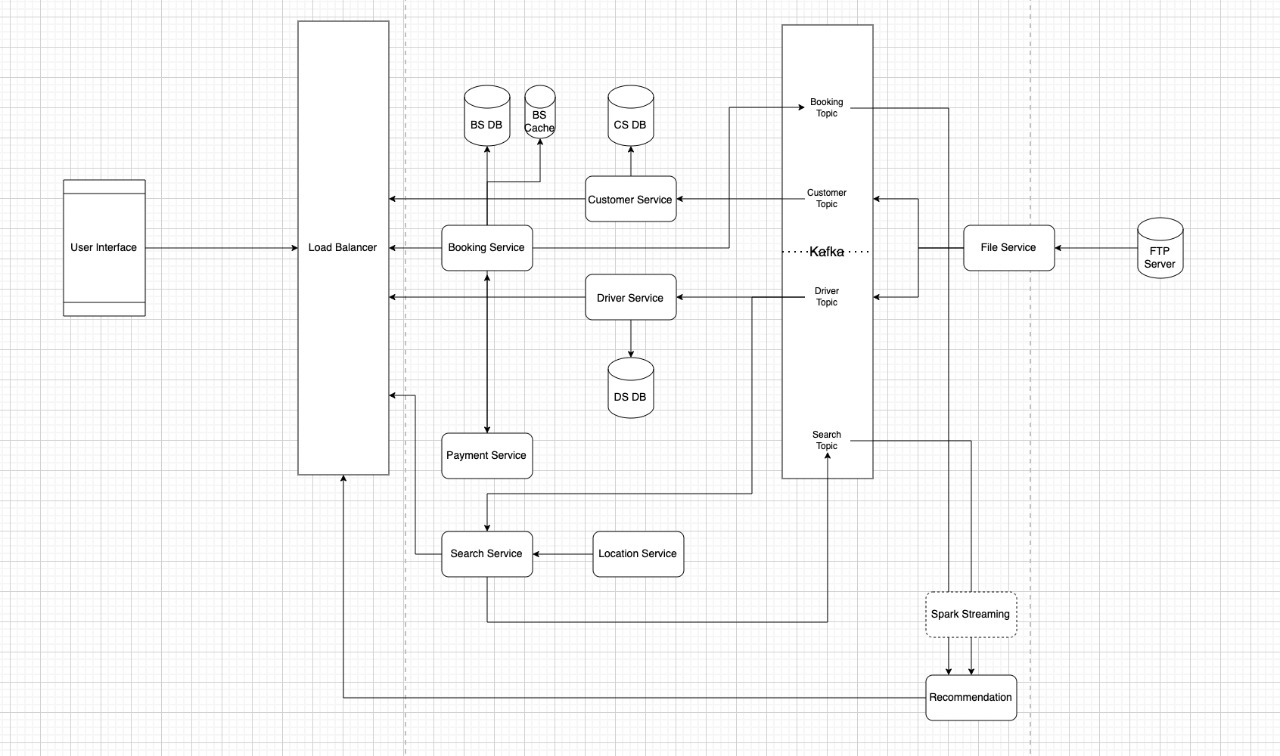 Booking
Topic
BS DB
BS
Cache
CS DB
Customer Service
Customer
Topic
User Interface
Load Balancer
Booking Service
Kafka
File Service
FTP
Server
Driver Service
Driver
Topic
DS DB
Search
Topic
Payment Service
Search Service
Location Service
Spark Streaming
Recommendation